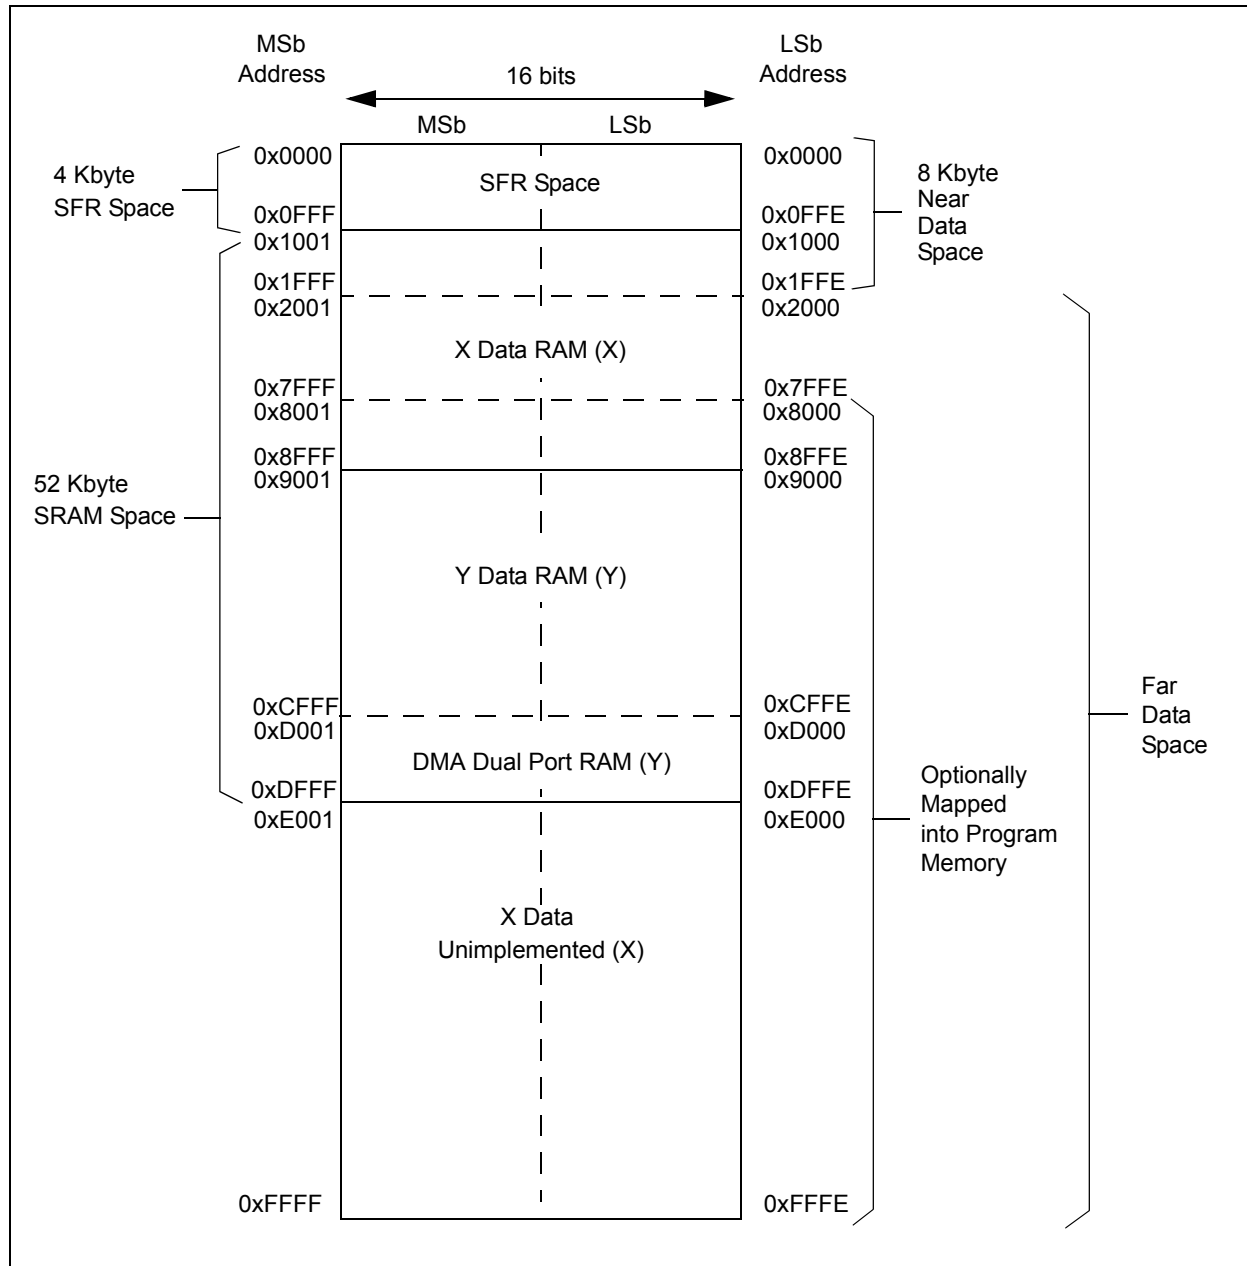 MSb
Address
LSb
Address
16 bits
MSb
LSb
4 Kbyte
SFR Space
0x0000
SFR Space
0x0000
8 Kbyte
Near
Data
Space
0x0FFF
0x0FFE
0x1001
0x1000
0x1FFF
0x1FFE
0x2001
0x2000
X Data RAM (X)
0x7FFF
0x7FFE
0x8001
0x8000
0x8FFF
0x8FFE
0x9001
0x9000
52 Kbyte
SRAM Space
Y Data RAM (Y)
0xCFFF
0xCFFE
0xD001
0xD000
Far
Data
Space
DMA Dual Port RAM (Y)
0xDFFF
0xDFFE
0xE001
0xE000
Optionally
Mapped
into Program
Memory
X Data
Unimplemented (X)
0xFFFF
0xFFFE